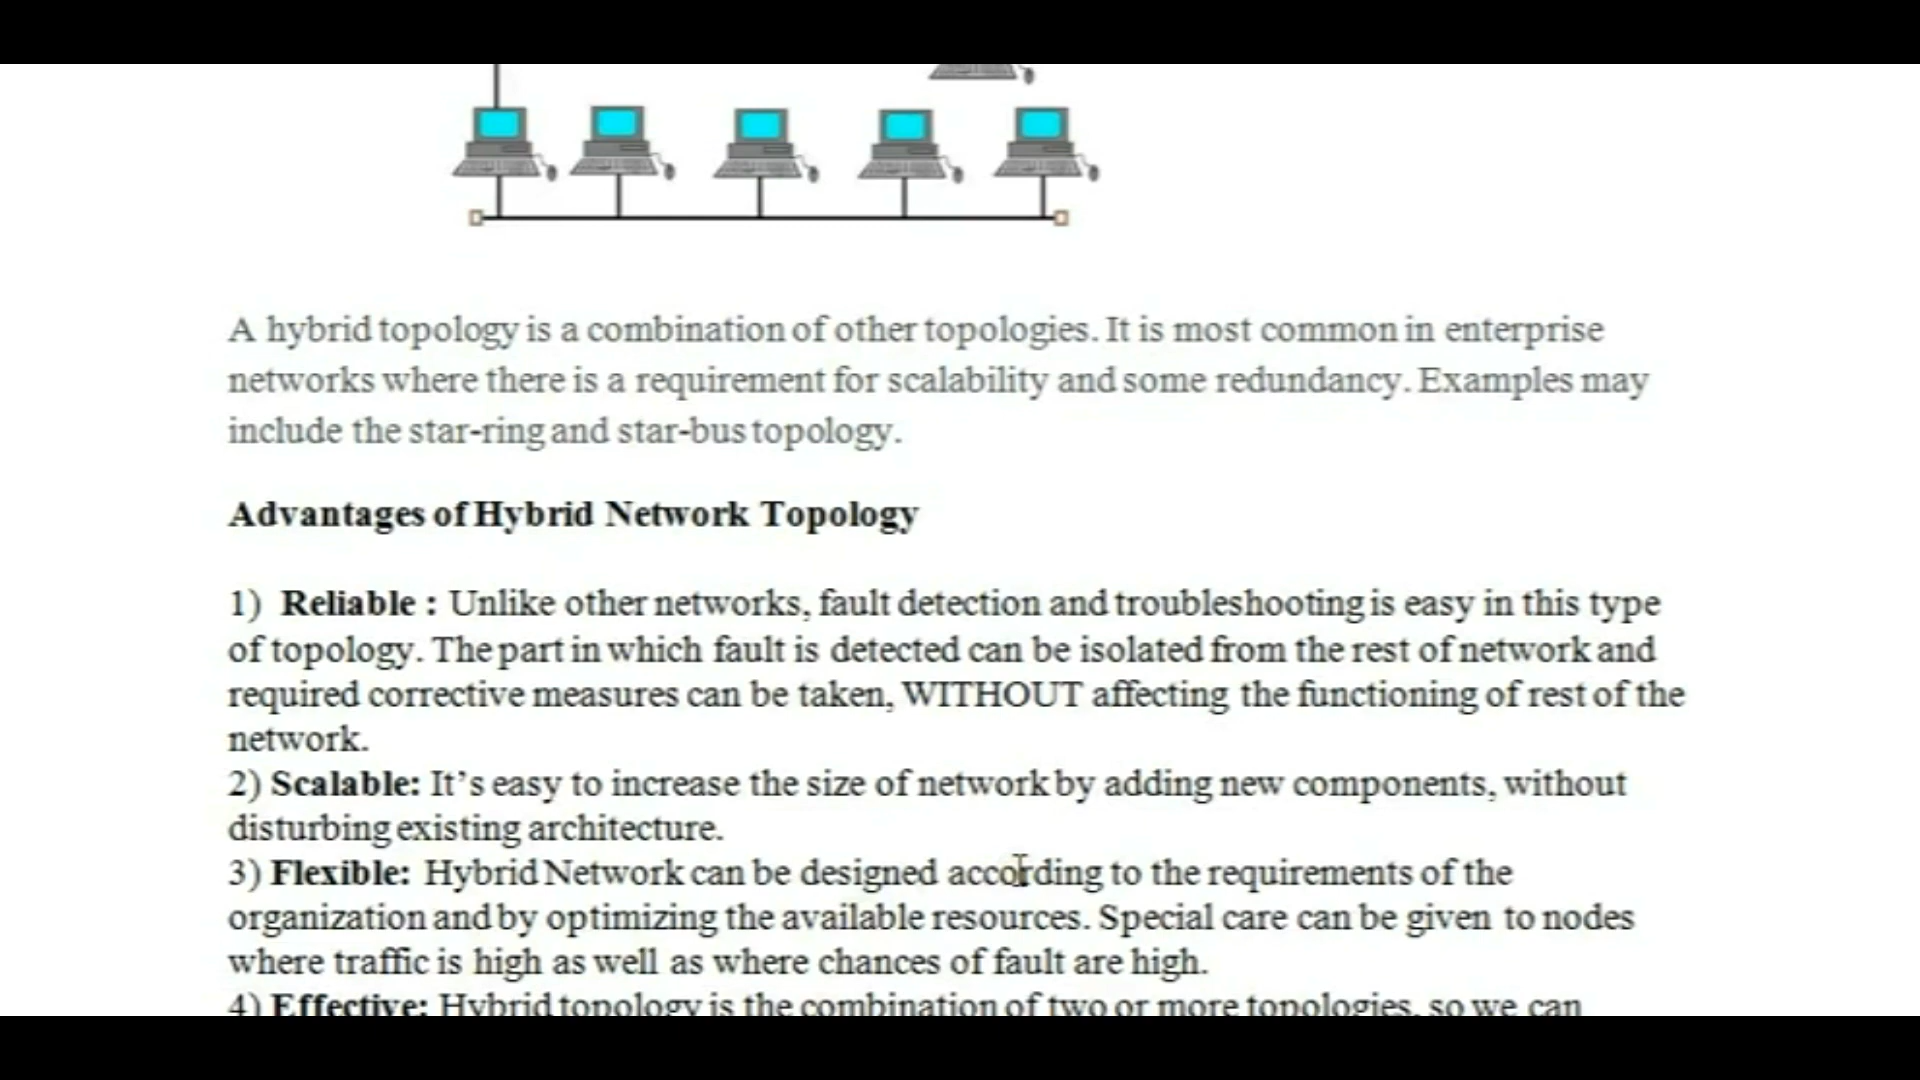 A hybrid topology is a combination of other topologies. It is most common in enterprise
networks where there is a requirement for scalability and some redundancy. Examples may
include the star-ring and star-bus topology.
Advantages of Hybrid Network Topology
1) Reliable : Unlike other networks, fault detection and troubleshooting is easy in this type
of topology. The part in which fault is detected can be isolated from the rest of network and
required corrective measures can be taken, WITHOUT affecting the functioning of rest of the
network.
2) Scalable: It’s easy to increase the size of network by adding new components, without
disturbing existing architecture.
3) Flexible: Hybrid Network can be designed according to the requirements of the
organization and by optimizing the available resources. Special care can be given to nodes
where traffic is high as well as where chances of fault are high.
4) Effective: Hybrid topology is the combination of two or more topologies, so we can